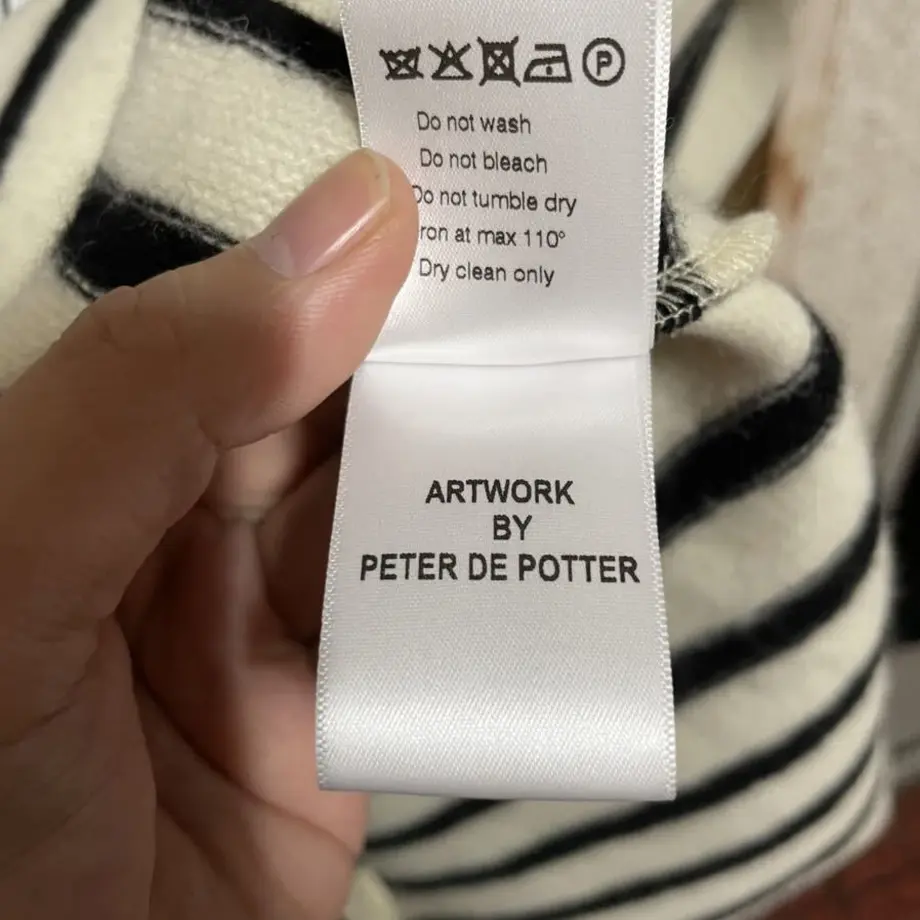 P
Do not wash
Do not bleach
Do not tumble dry
ron at max 110°
Dry clean only
ARTWORK
BY
PETER DE POTTER